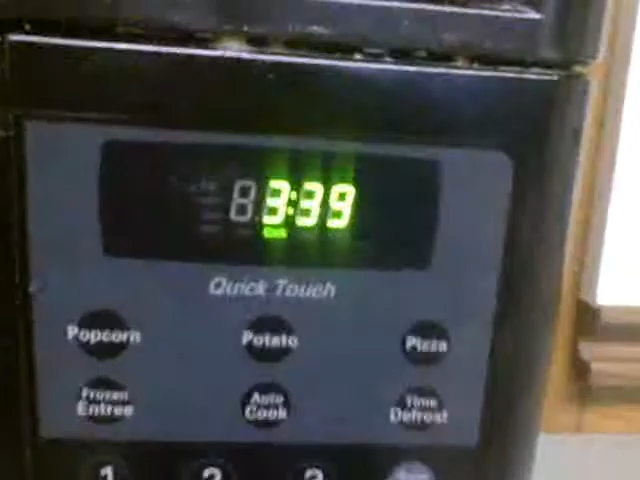 3:39
Quick Touch
Popcorn
Potato
Pizza
Frozen
Entree
Auto
Cook
Time
Defrost
1 2 3